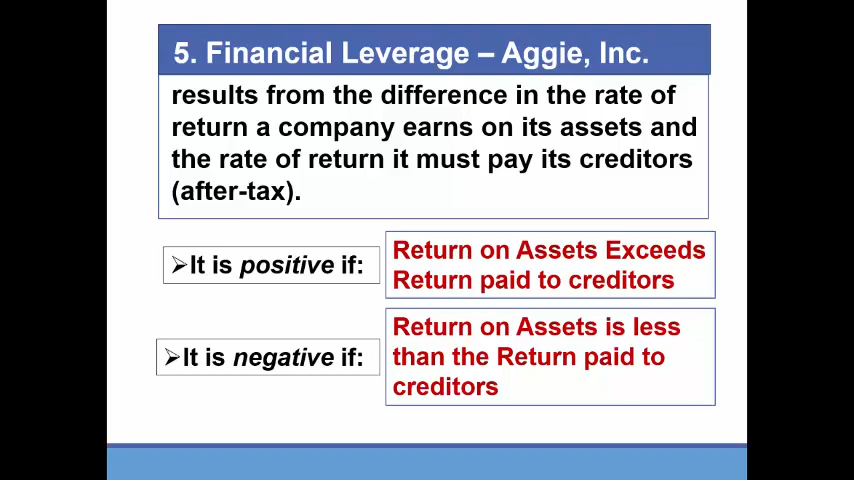 5. Financial Leverage – Aggie, Inc.
results from the difference in the rate of
return a company earns on its assets and
the rate of return it must pay its creditors
(after-tax).
➢It is positive if:
Return on Assets Exceeds
Return paid to creditors
➢It is negative if:
Return on Assets is less
than the Return paid to
creditors